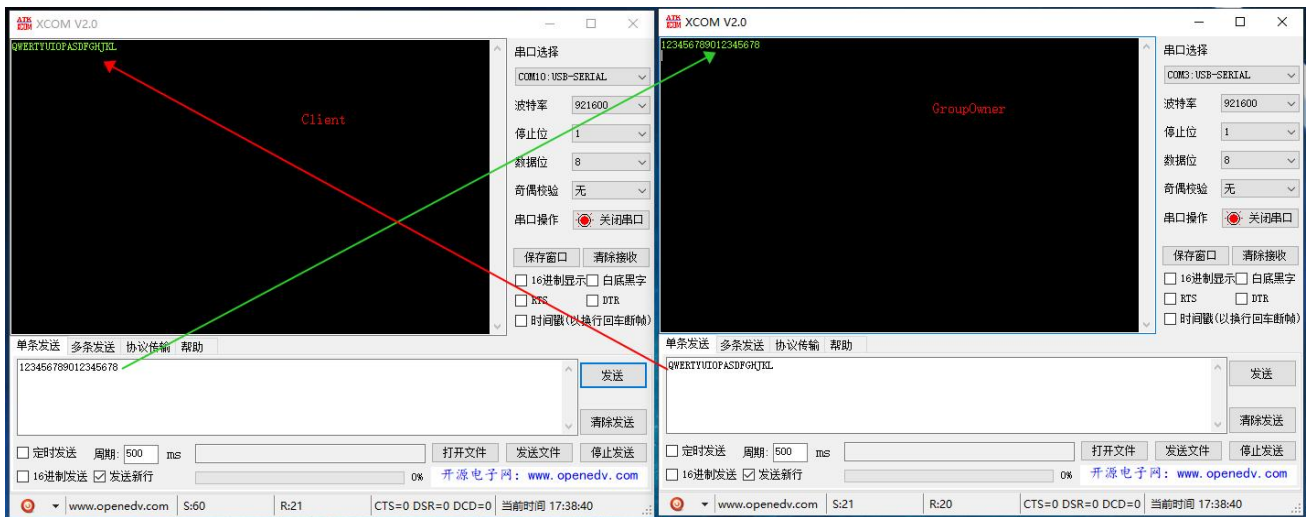 XCOM V2.0
QWERTYUIOPASDFGHJKL
Client
串口选择
COM10:USB-SERIAL
波特率 921600
停止位 1
数据位 8
奇偶校验 无
串口操作 关闭串口
保存窗口 清除接收
16进制显示 白底黑字
RTS DTR
时间戳(以换行回车断帧)
单条发送 多条发送 协议传输 帮助
123456789012345678
发送
清除发送
定时发送 周期: 500 ms 打开文件 发送文件 停止发送
16进制发送 发送新行 0% 开源电子网: www.openedv.com
www.openedv.com S:60 R:21 CTS=0 DSR=0 DCD=0 当前时间 17:38:40
XCOM V2.0
123456789012345678
GroupOwner
串口选择
COM3:USB-SERIAL
波特率 921600
停止位 1
数据位 8
奇偶校验 无
串口操作 关闭串口
保存窗口 清除接收
16进制显示 白底黑字
RTS DTR
时间戳(以换行回车断帧)
单条发送 多条发送 协议传输 帮助
QWERTYUIOPASDFGHJKL
发送
清除发送
定时发送 周期: 500 ms 打开文件 发送文件 停止发送
16进制发送 发送新行 0% 开源电子网: www.openedv.com
www.openedv.com S:21 R:20 CTS=0 DSR=0 DCD=0 当前时间 17:38:40